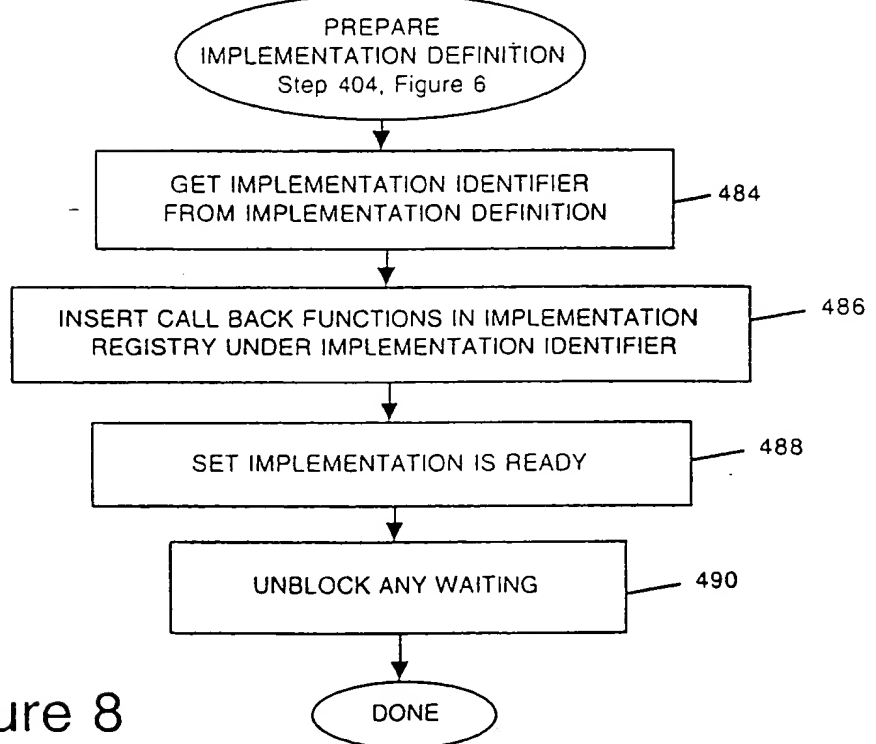 PREPARE
IMPLEMENTATION DEFINITION
Step 404, Figure 6
GET IMPLEMENTATION IDENTIFIER
FROM IMPLEMENTATION DEFINITION
484
INSERT CALL BACK FUNCTIONS IN IMPLEMENTATION
REGISTRY UNDER IMPLEMENTATION IDENTIFIER
486
SET IMPLEMENTATION IS READY
488
UNBLOCK ANY WAITING
490
DONE
ure 8